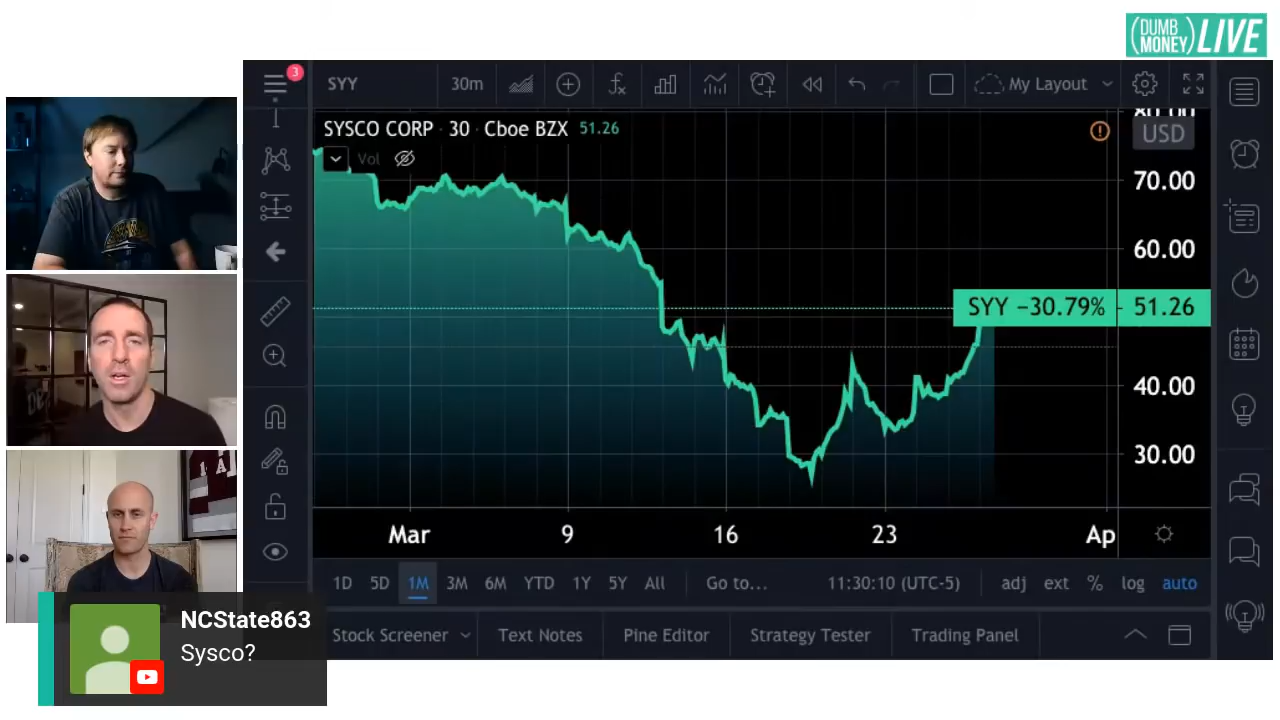 (DUMB MONEY) LIVE
3
SYY 30m My Layout
SYSCO CORP · 30 · Cboe BZX 51.26
Vol
80.00
USD
70.00
60.00
SYY −30.79% 51.26
40.00
30.00
Mar 9 16 23 Ap
1D 5D 1M 3M 6M YTD 1Y 5Y All Go to... 11:30:10 (UTC-5) adj ext % log auto
Stock Screener Text Notes Pine Editor Strategy Tester Trading Panel
NCState863
Sysco?